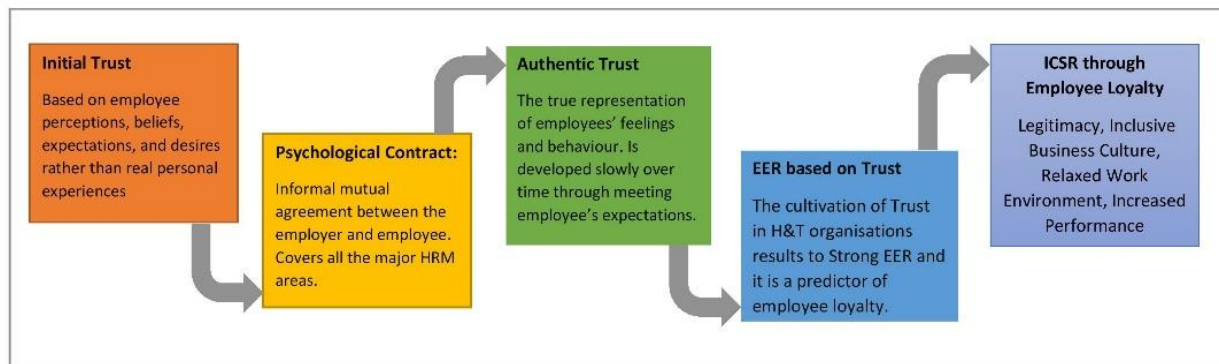 Initial Trust
Based on employee
perceptions, beliefs,
expectations, and desires
rather than real personal
experiences
Psychological Contract:
Informal mutual
agreement between the
employer and employee.
Covers all the major HRM
areas.
Authentic Trust
The true representation
of employees’ feelings
and behaviour. Is
developed slowly over
time through meeting
employee’s expectations.
EER based on Trust
The cultivation of Trust
in H&T organisations
results to Strong EER and
it is a predictor of
employee loyalty.
ICSR through
Employee Loyalty
Legitimacy, Inclusive
Business Culture,
Relaxed Work
Environment, Increased
Performance